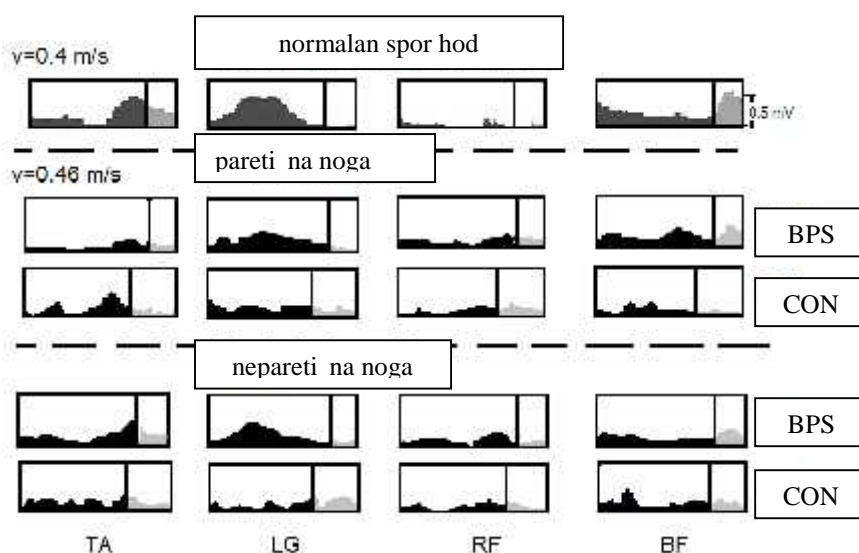 normalan spor hod
v=0.4 m/s
0.5 mV
pareti na noga
v=0.46 m/s
BPS
CON
nepareti na noga
BPS
CON
TA LG RF BF